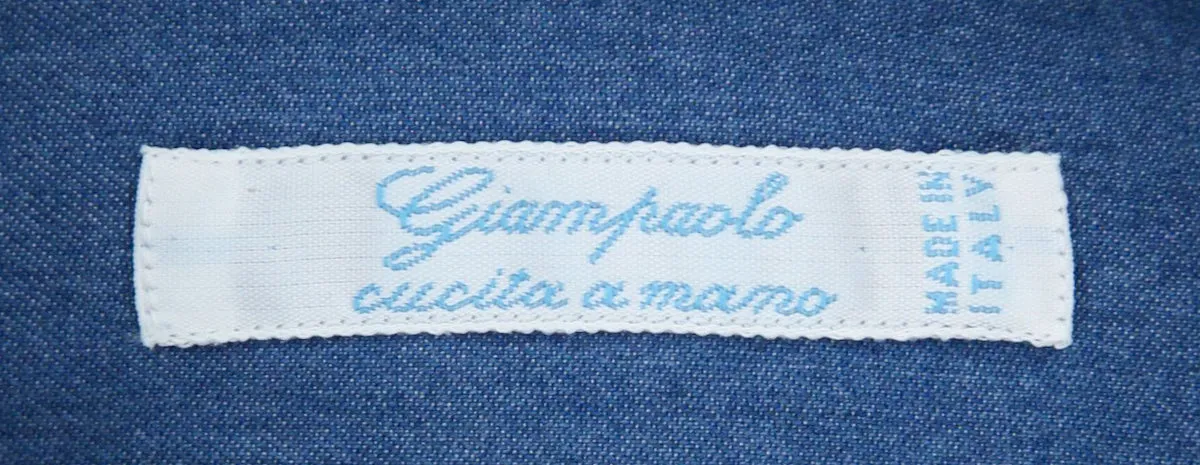 Giampaolo
cucita a mano
MADE IN
ITALY